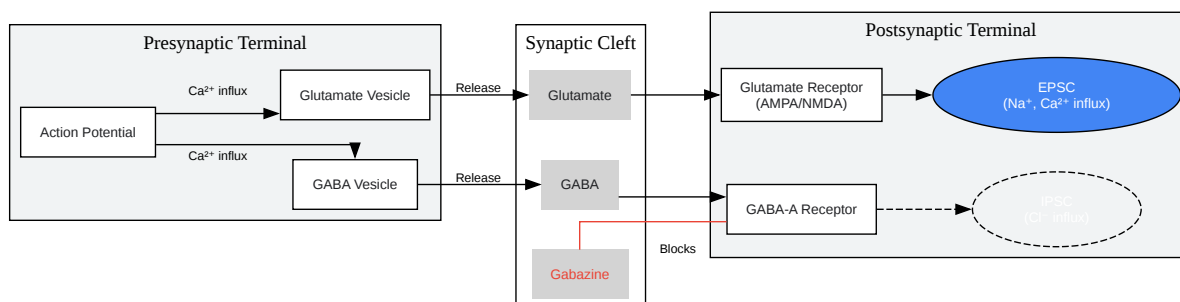 Presynaptic Terminal
Synaptic Cleft
Postsynaptic Terminal
Action Potential
Ca²⁺ influx
Ca²⁺ influx
Glutamate Vesicle
GABA Vesicle
Release
Release
Glutamate
GABA
Gabazine
Blocks
Glutamate Receptor
(AMPA/NMDA)
GABA-A Receptor
EPSC
(Na⁺, Ca²⁺ influx)
IPSC
(Cl⁻ influx)